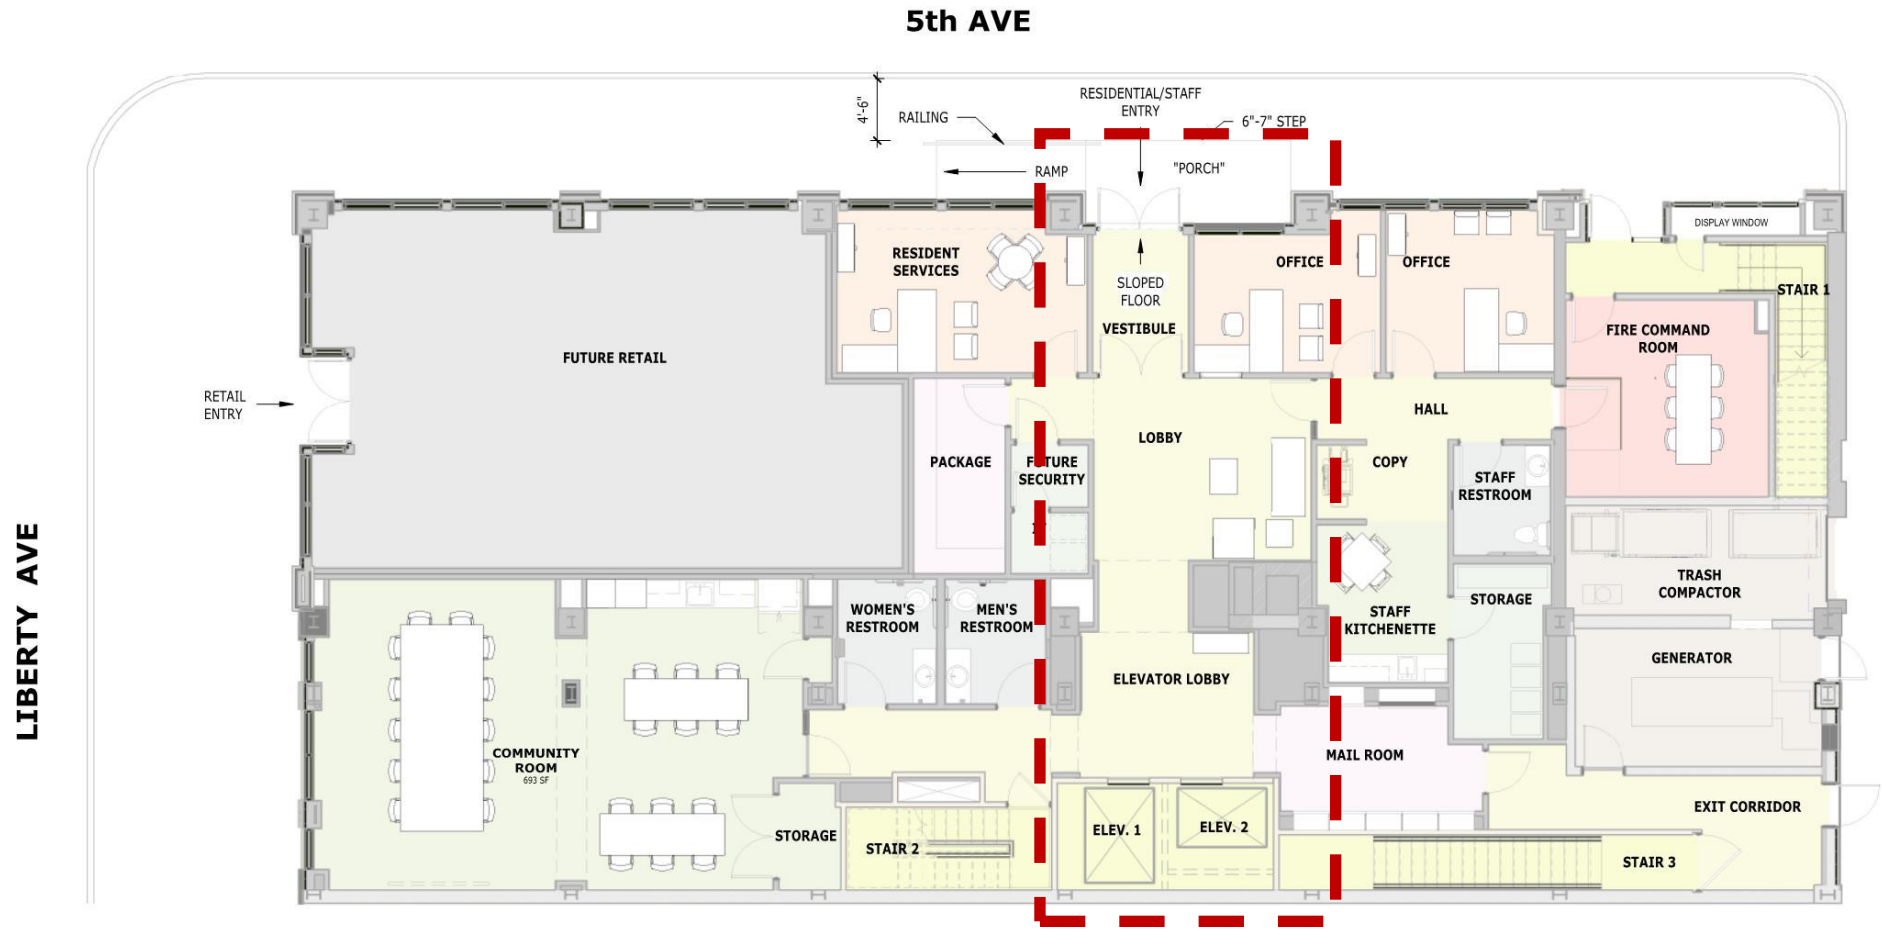 5th AVE
RESIDENTIAL/STAFF
ENTRY
4'-6"
RAILING
6"-7" STEP
RAMP
"PORCH"
DISPLAY WINDOW
RESIDENT
SERVICES
OFFICE
OFFICE
SLOPED
FLOOR
STAIR 1
VESTIBULE
FIRE COMMAND
ROOM
FUTURE RETAIL
RETAIL
ENTRY
HALL
LOBBY
PACKAGE
FUTURE
SECURITY
COPY
STAFF
RESTROOM
LIBERTY AVE
TRASH
COMPACTOR
WOMEN'S
RESTROOM
MEN'S
RESTROOM
STAFF
KITCHENETTE
STORAGE
GENERATOR
ELEVATOR LOBBY
COMMUNITY
ROOM
693 SF
MAIL ROOM
EXIT CORRIDOR
STORAGE
ELEV. 1
ELEV. 2
STAIR 2
STAIR 3